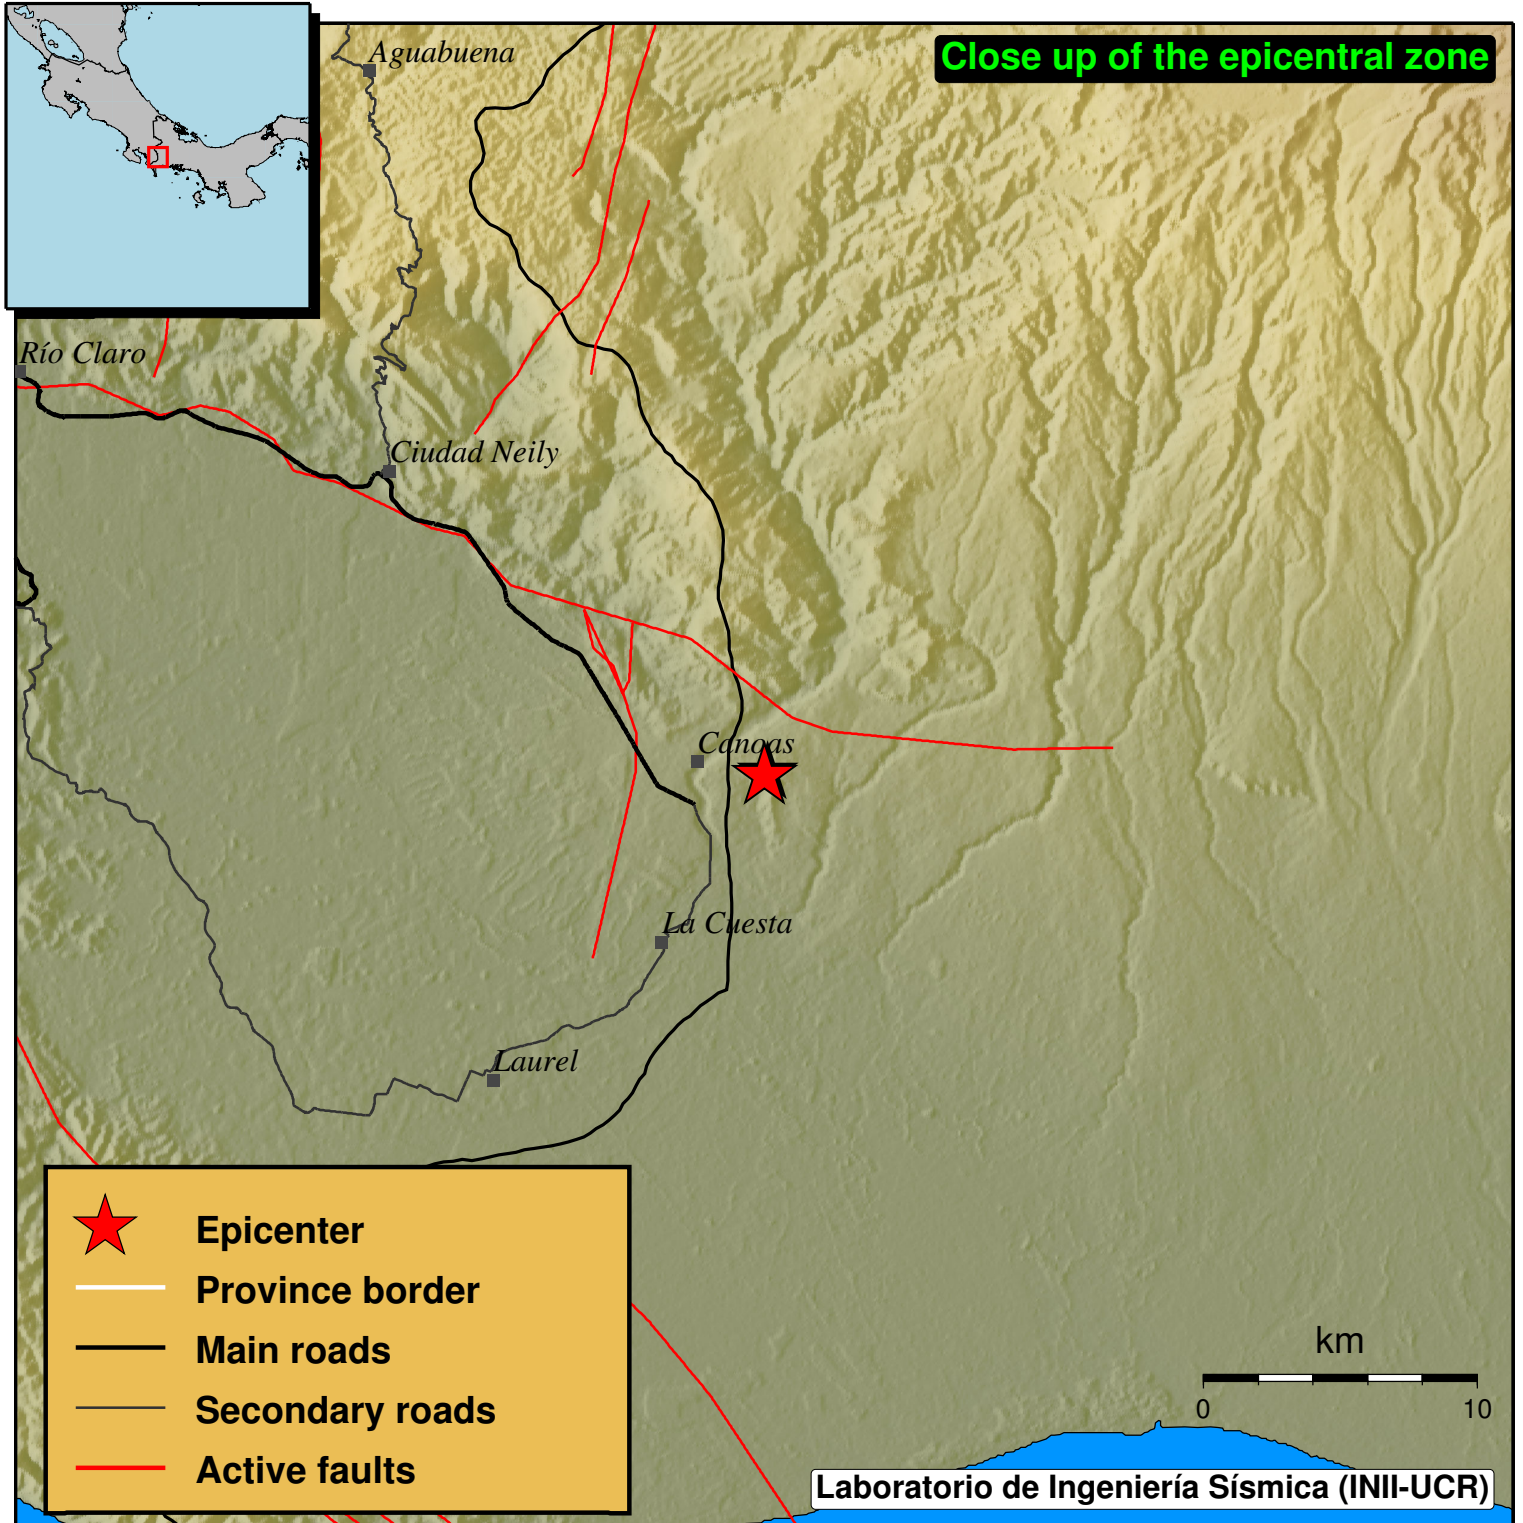 Aguabuena
Close up of the epicentral zone
Río Claro
Ciudad Neily
Canoas
La Cuesta
Laurel
Epicenter
Province border
Main roads
Secondary roads
Active faults
km
0 10
Laboratorio de Ingeniería Sísmica (INII-UCR)